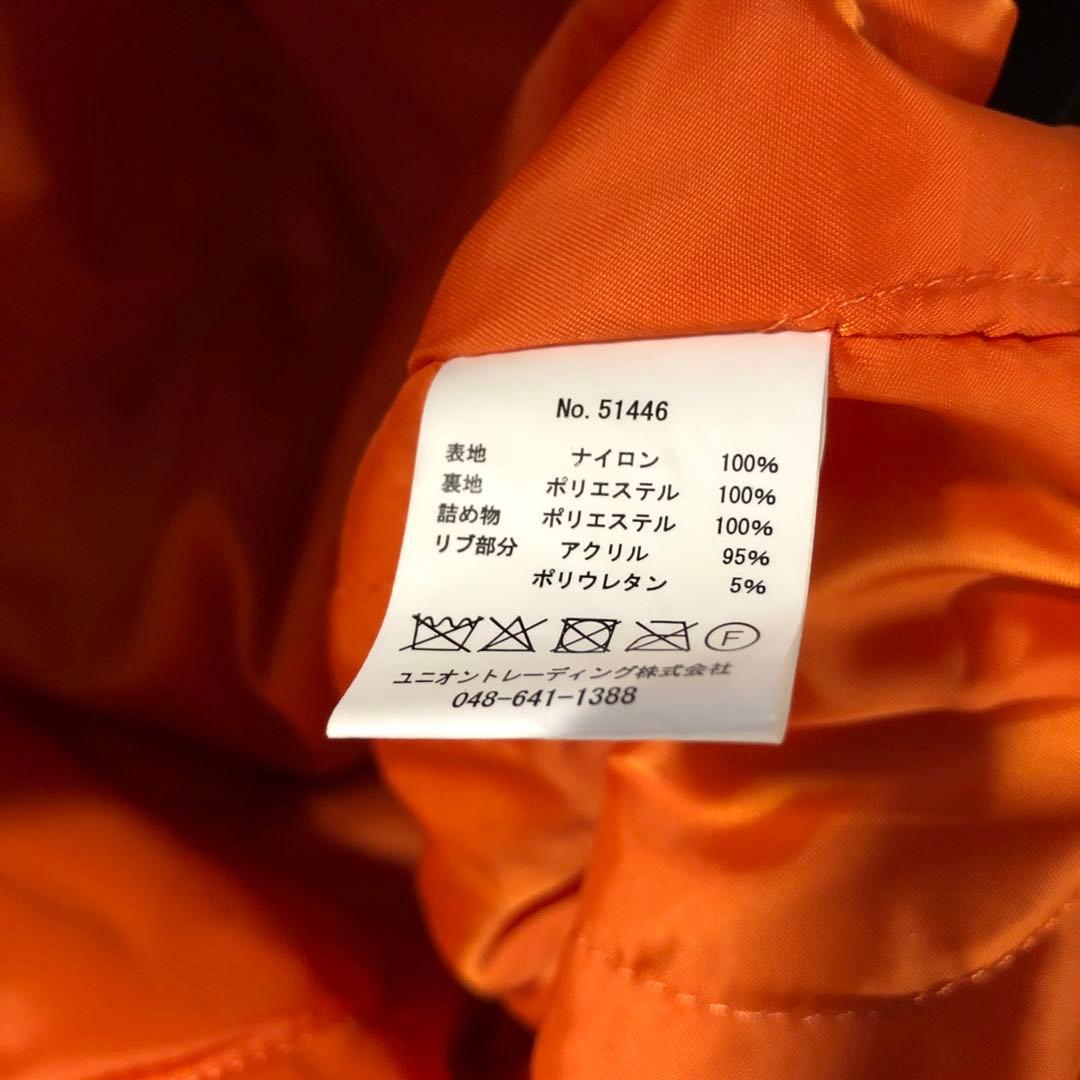 No. 51446
表地 ナイロン 100%
裏地 ポリエステル 100%
詰め物 ポリエステル 100%
リブ部分 アクリル 95%
ポリウレタン 5%
F
ユニオントレーディング株式会社
048-641-1388